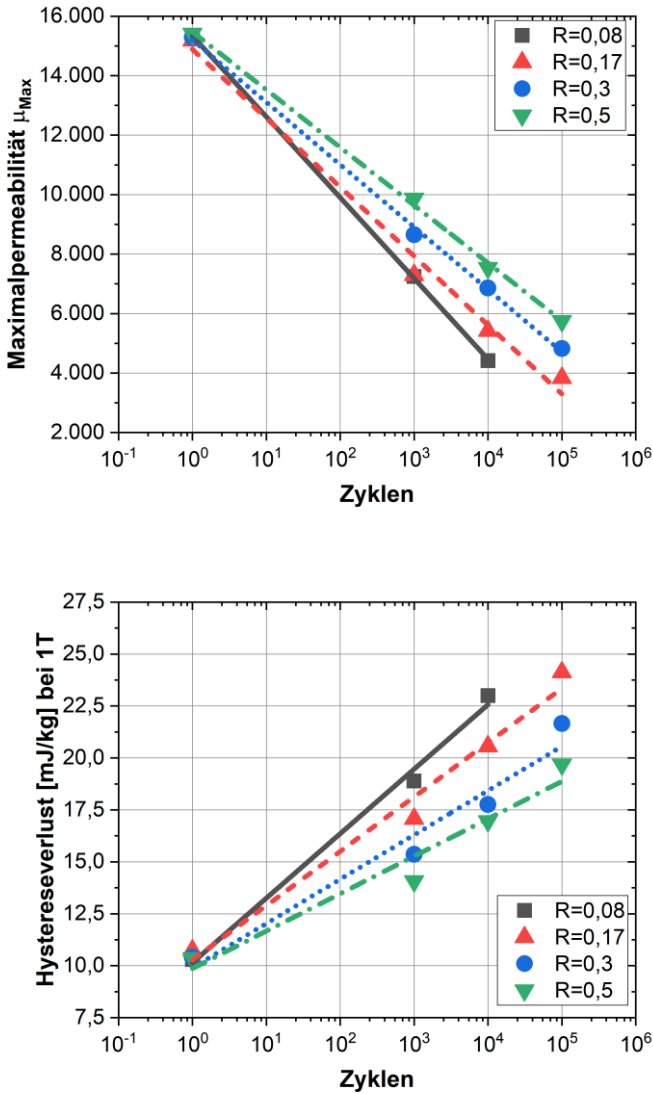 16.000
14.000
12.000
10.000
8.000
6.000
4.000
2.000
Maximalpermeabilität μMax
R=0,08
R=0,17
R=0,3
R=0,5
10⁻¹ 10⁰ 10¹ 10² 10³ 10⁴ 10⁵ 10⁶
Zyklen
27,5
25,0
22,5
20,0
17,5
15,0
12,5
10,0
7,5
Hystereseverlust [mJ/kg] bei 1T
R=0,08
R=0,17
R=0,3
R=0,5
10⁻¹ 10⁰ 10¹ 10² 10³ 10⁴ 10⁵ 10⁶
Zyklen